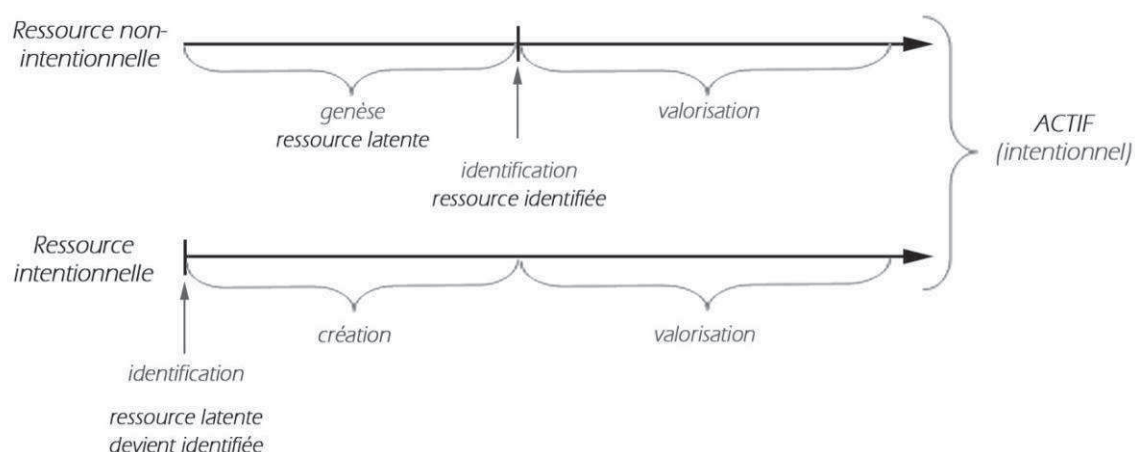 Ressource non-
intentionnelle
genèse
ressource latente
valorisation
identification
ressource identifiée
ACTIF
(intentionnel)
Ressource
intentionnelle
création
valorisation
identification
ressource latente
devient identifiée